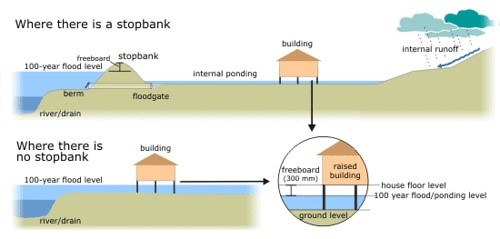 Where there is a stopbank
freeboard
stopbank
building
internal runoff
100-year flood level
internal ponding
berm
floodgate
river/drain
Where there is
no stopbank
building
100-year flood level
river/drain
freeboard
(300 mm)
raised
building
house floor level
100 year flood/ponding level
ground level